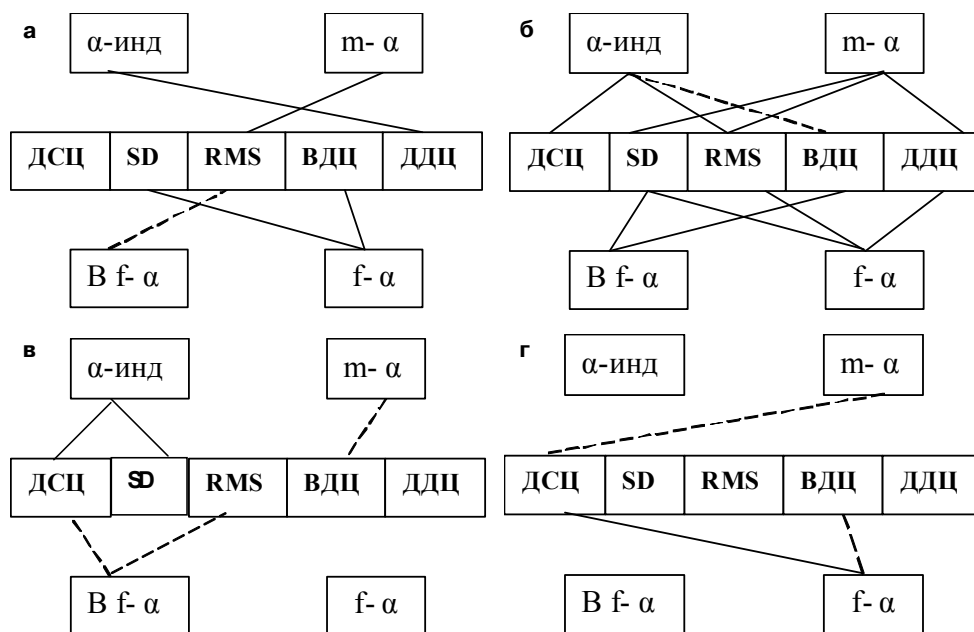 а
α-инд
m- α
ДСЦ SD RMS ВДЦ ДДЦ
В f- α
f- α
б
α-инд
m- α
ДСЦ SD RMS ВДЦ ДДЦ
В f- α
f- α
в
α-инд
m- α
ДСЦ SD RMS ВДЦ ДДЦ
В f- α
f- α
г
α-инд
m- α
ДСЦ SD RMS ВДЦ ДДЦ
В f- α
f- α